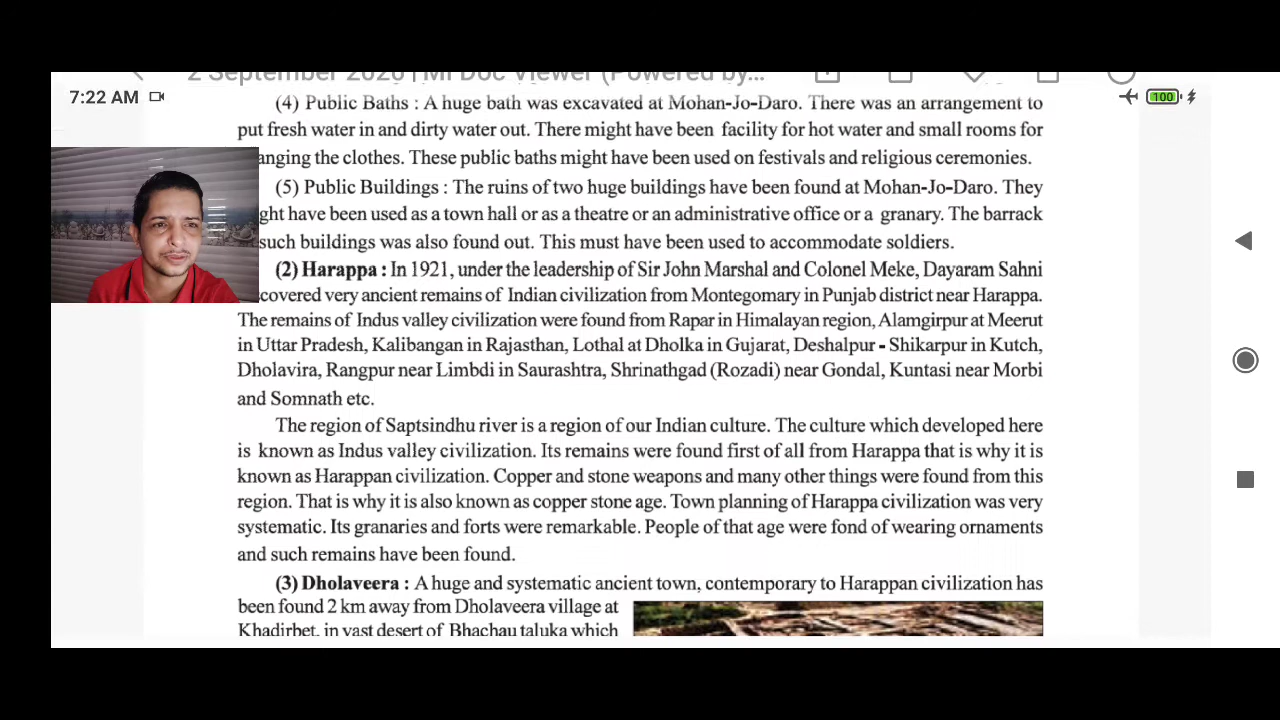 2 September 2020 | Mi Doc Viewer (Powered by...
7:22 AM
100
(4) Public Baths : A huge bath was excavated at Mohan-Jo-Daro. There was an arrangement to
put fresh water in and dirty water out. There might have been facility for hot water and small rooms for
anging the clothes. These public baths might have been used on festivals and religious ceremonies.
(5) Public Buildings : The ruins of two huge buildings have been found at Mohan-Jo-Daro. They
ght have been used as a town hall or as a theatre or an administrative office or a granary. The barrack
such buildings was also found out. This must have been used to accommodate soldiers.
(2) Harappa : In 1921, under the leadership of Sir John Marshal and Colonel Meke, Dayaram Sahni
covered very ancient remains of Indian civilization from Montegomary in Punjab district near Harappa.
The remains of Indus valley civilization were found from Rapar in Himalayan region, Alamgirpur at Meerut
in Uttar Pradesh, Kalibangan in Rajasthan, Lothal at Dholka in Gujarat, Deshalpur - Shikarpur in Kutch,
Dholavira, Rangpur near Limbdi in Saurashtra, Shrinathgad (Rozadi) near Gondal, Kuntasi near Morbi
and Somnath etc.
The region of Saptsindhu river is a region of our Indian culture. The culture which developed here
is known as Indus valley civilization. Its remains were found first of all from Harappa that is why it is
known as Harappan civilization. Copper and stone weapons and many other things were found from this
region. That is why it is also known as copper stone age. Town planning of Harappa civilization was very
systematic. Its granaries and forts were remarkable. People of that age were fond of wearing ornaments
and such remains have been found.
(3) Dholaveera : A huge and systematic ancient town, contemporary to Harappan civilization has
been found 2 km away from Dholaveera village at
Khadirbet, in vast desert of Bhachau taluka which